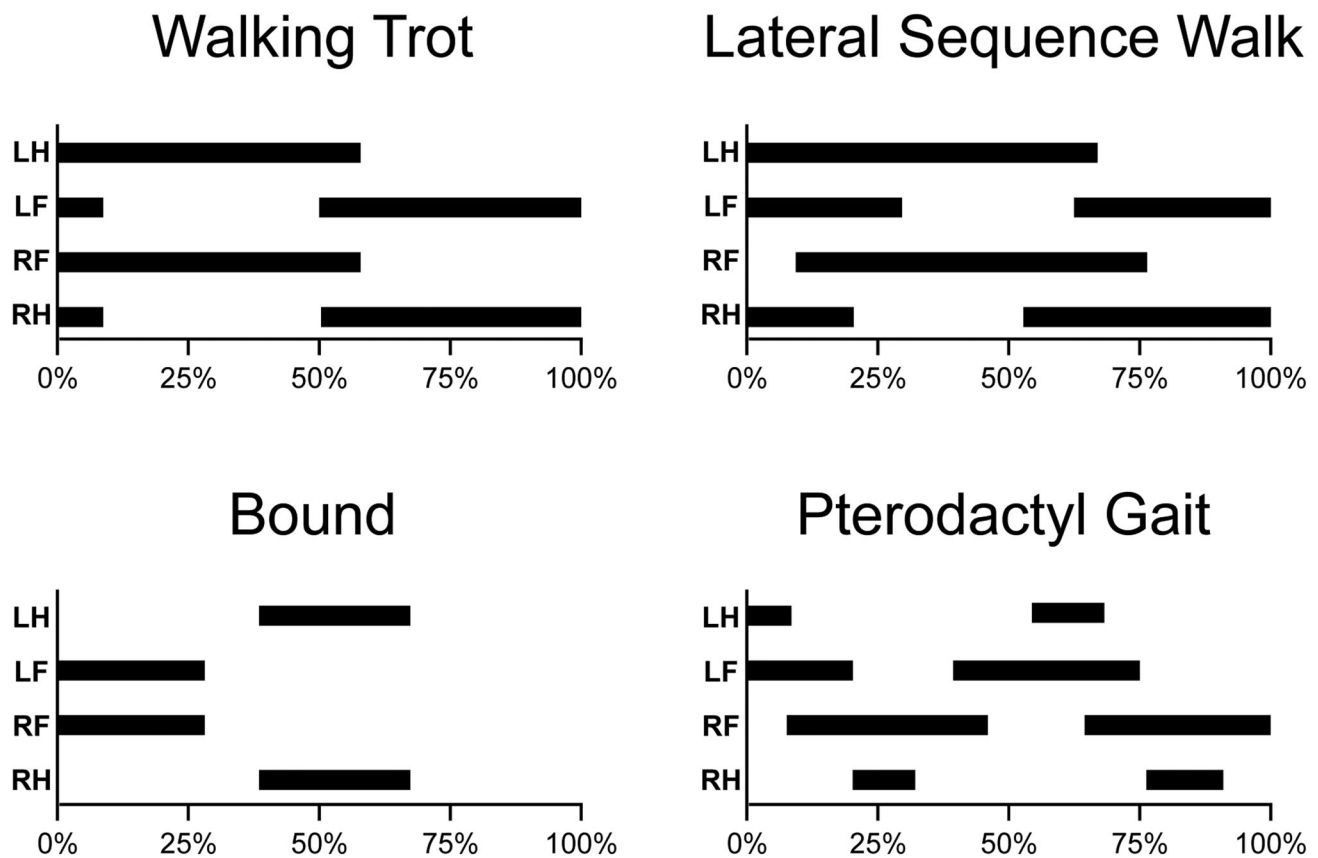 Walking Trot
LH
LF
RF
RH
0% 25% 50% 75% 100%
Lateral Sequence Walk
LH
LF
RF
RH
0% 25% 50% 75% 100%
Bound
LH
LF
RF
RH
0% 25% 50% 75% 100%
Pterodactyl Gait
LH
LF
RF
RH
0% 25% 50% 75% 100%